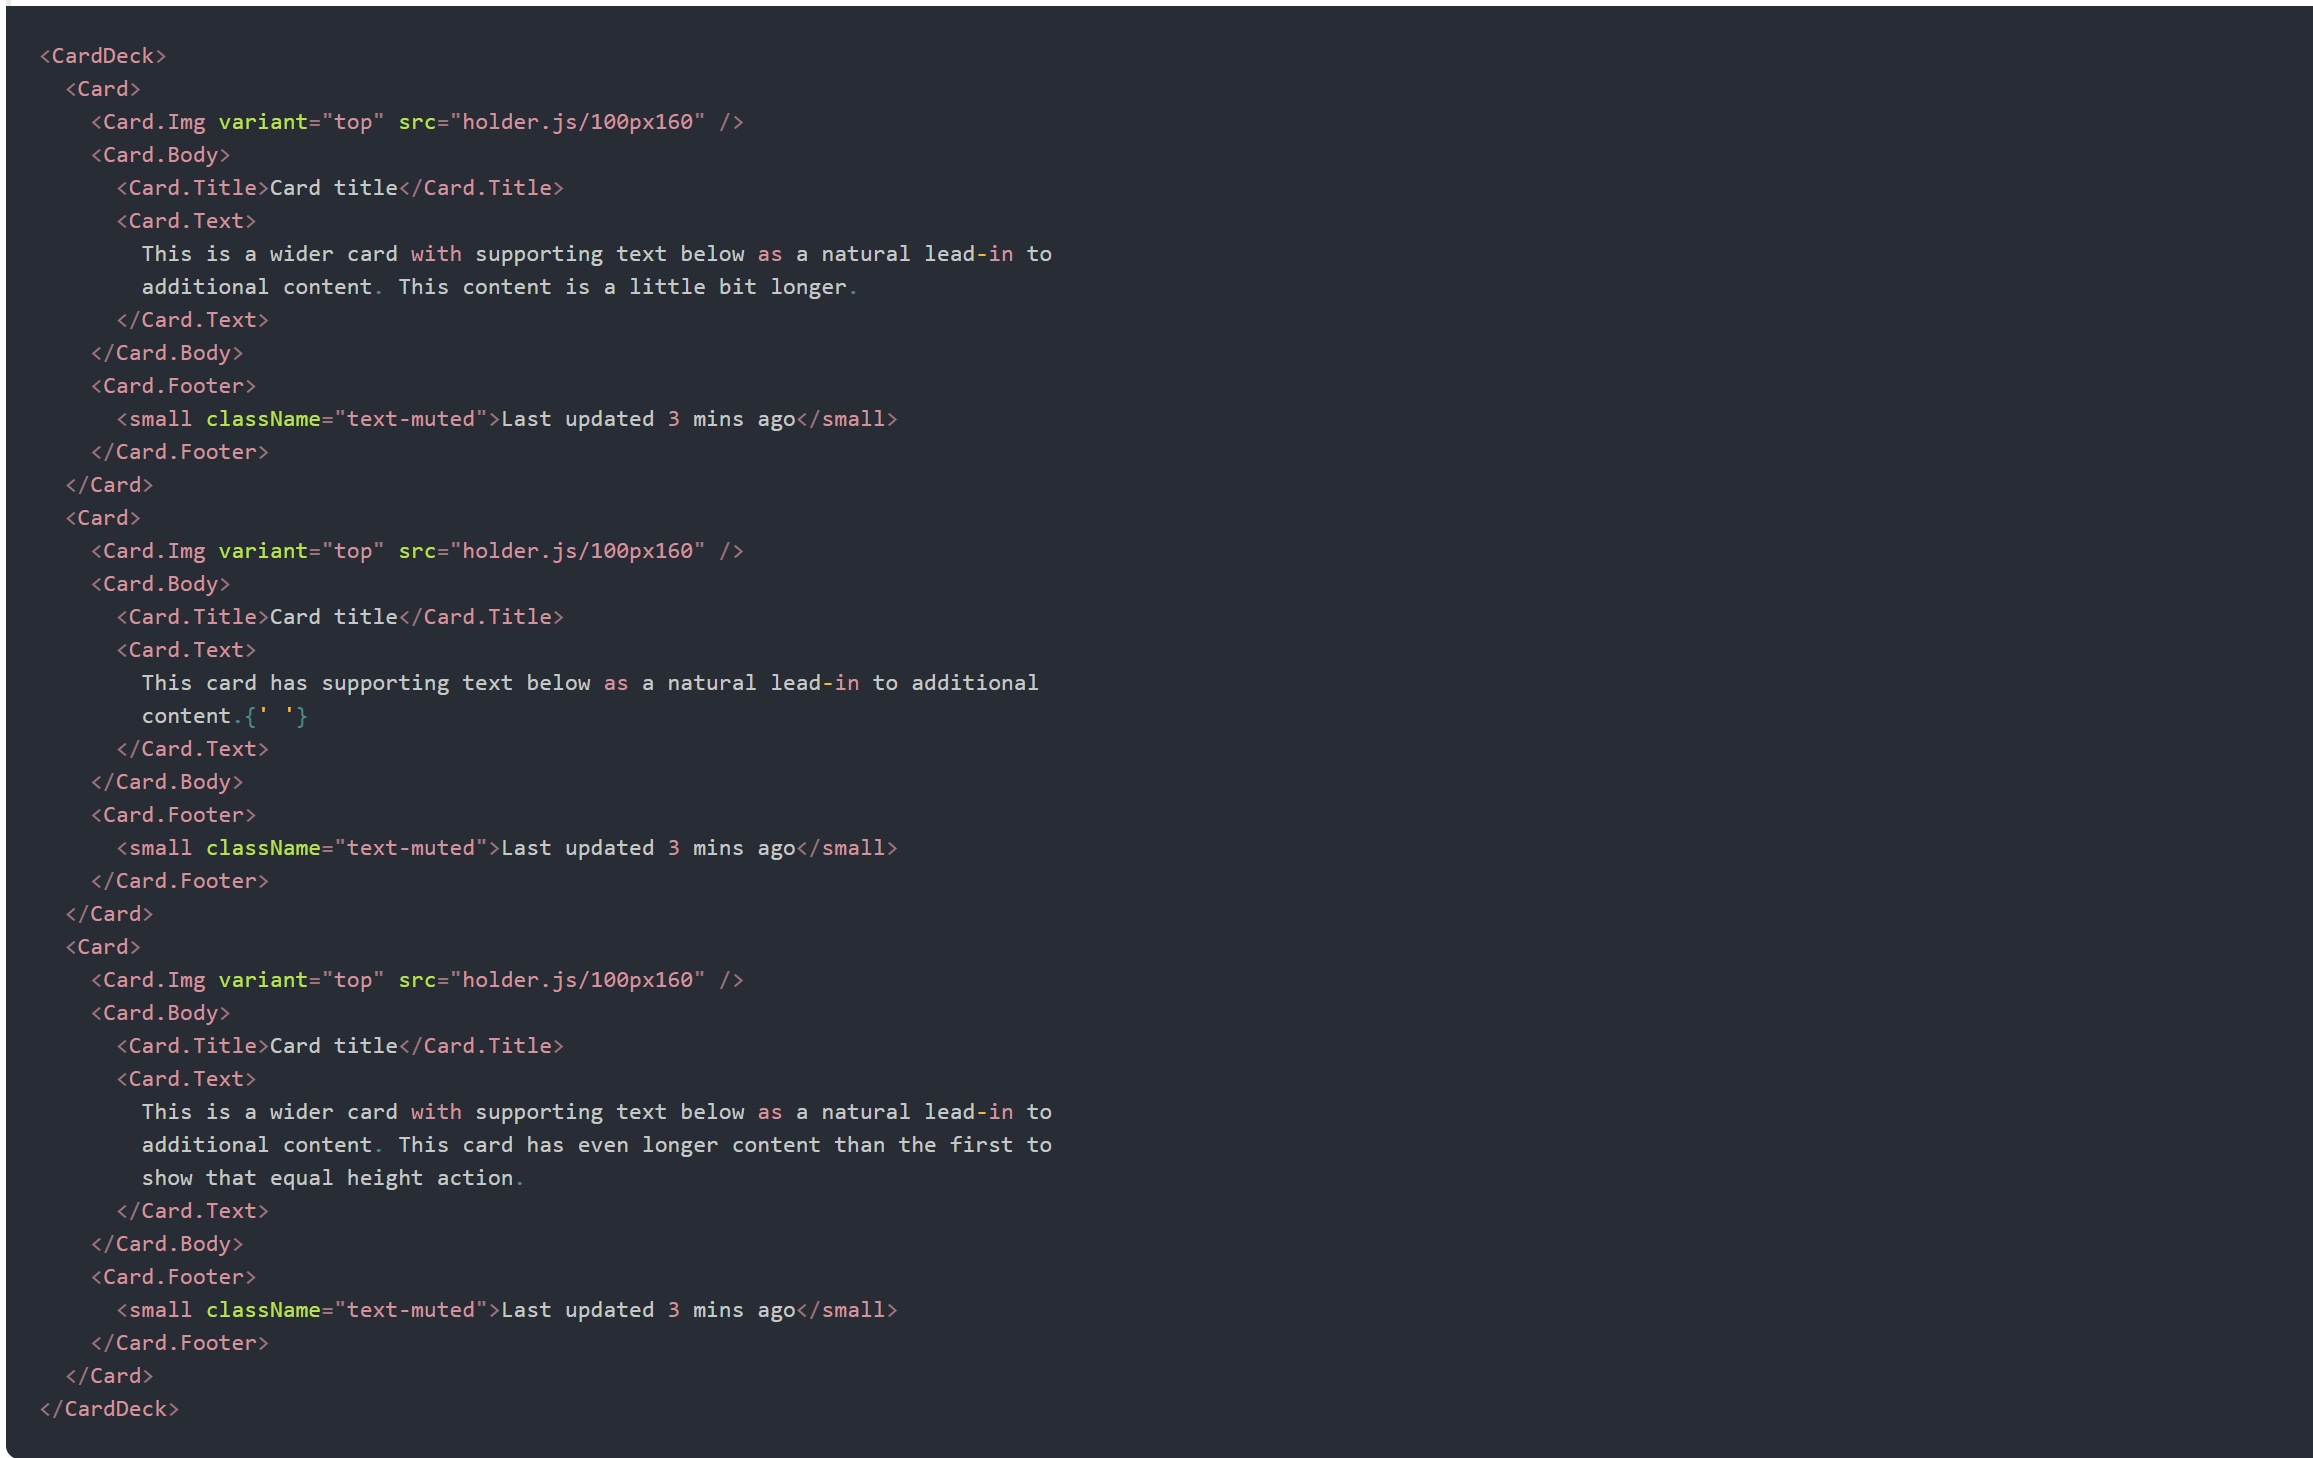 <CardDeck>
  <Card>
    <Card.Img variant="top" src="holder.js/100px160" />
    <Card.Body>
      <Card.Title>Card title</Card.Title>
      <Card.Text>
        This is a wider card with supporting text below as a natural lead-in to
        additional content. This content is a little bit longer.
      </Card.Text>
    </Card.Body>
    <Card.Footer>
      <small className="text-muted">Last updated 3 mins ago</small>
    </Card.Footer>
  </Card>
  <Card>
    <Card.Img variant="top" src="holder.js/100px160" />
    <Card.Body>
      <Card.Title>Card title</Card.Title>
      <Card.Text>
        This card has supporting text below as a natural lead-in to additional
        content.{' '}
      </Card.Text>
    </Card.Body>
    <Card.Footer>
      <small className="text-muted">Last updated 3 mins ago</small>
    </Card.Footer>
  </Card>
  <Card>
    <Card.Img variant="top" src="holder.js/100px160" />
    <Card.Body>
      <Card.Title>Card title</Card.Title>
      <Card.Text>
        This is a wider card with supporting text below as a natural lead-in to
        additional content. This card has even longer content than the first to
        show that equal height action.
      </Card.Text>
    </Card.Body>
    <Card.Footer>
      <small className="text-muted">Last updated 3 mins ago</small>
    </Card.Footer>
  </Card>
</CardDeck>